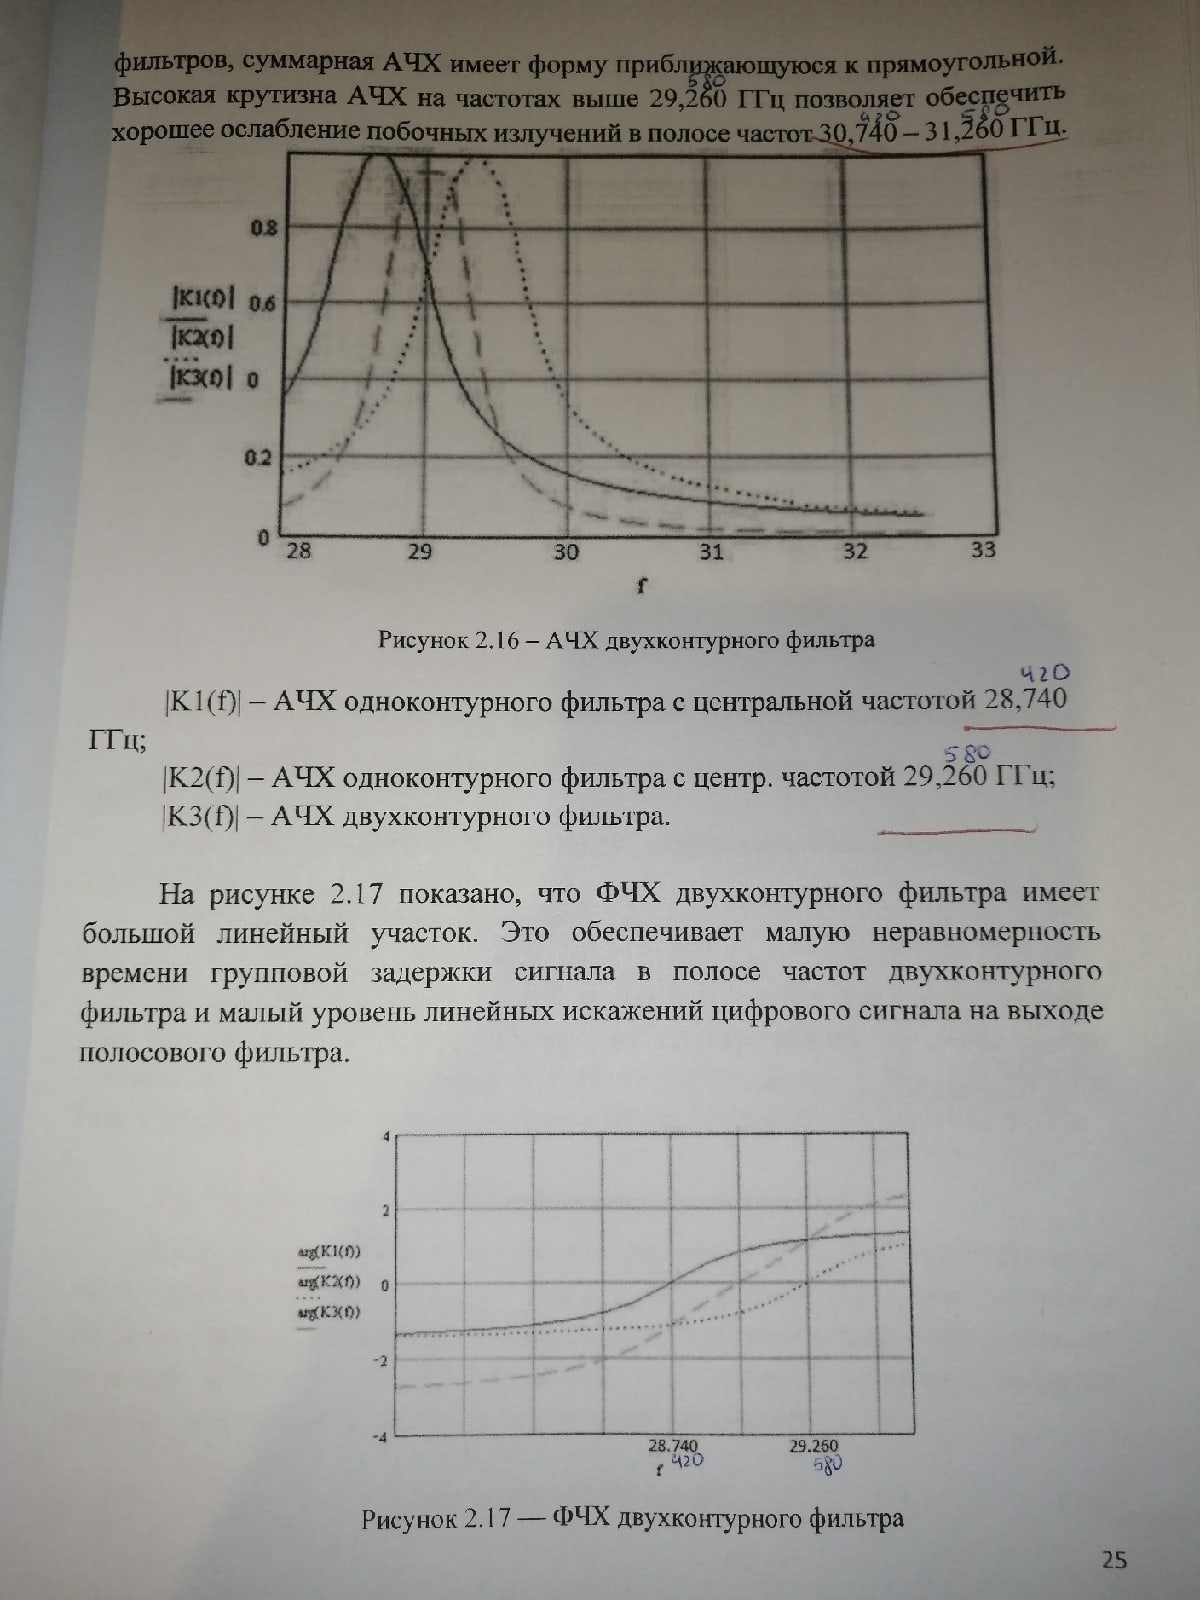 фильтров, суммарная АЧХ имеет форму приближающуюся к прямоугольной.
580
Высокая крутизна АЧХ на частотах выше 29,260 ГГц позволяет обеспечить
420 580
хорошее ослабление побочных излучений в полосе частот 30,740 – 31,260 ГГц.
0.8
|K1(f)| 0.6
|K2(f)|
|K3(f)| 0
0.2
0
28 29 30 31 32 33
f
Рисунок 2.16 – АЧХ двухконтурного фильтра
420
|K1(f)| – АЧХ одноконтурного фильтра с центральной частотой 28,740
ГГц;
580
|K2(f)| – АЧХ одноконтурного фильтра с центр. частотой 29,260 ГГц;
|K3(f)| – АЧХ двухконтурного фильтра.
На рисунке 2.17 показано, что ФЧХ двухконтурного фильтра имеет
большой линейный участок. Это обеспечивает малую неравномерность
времени групповой задержки сигнала в полосе частот двухконтурного
фильтра и малый уровень линейных искажений цифрового сигнала на выходе
полосового фильтра.
4
2
arg(K1(f))
arg(K2(f)) 0
arg(K3(f))
-2
-4
28.740 29.260
f 420 580
Рисунок 2.17 — ФЧХ двухконтурного фильтра
25